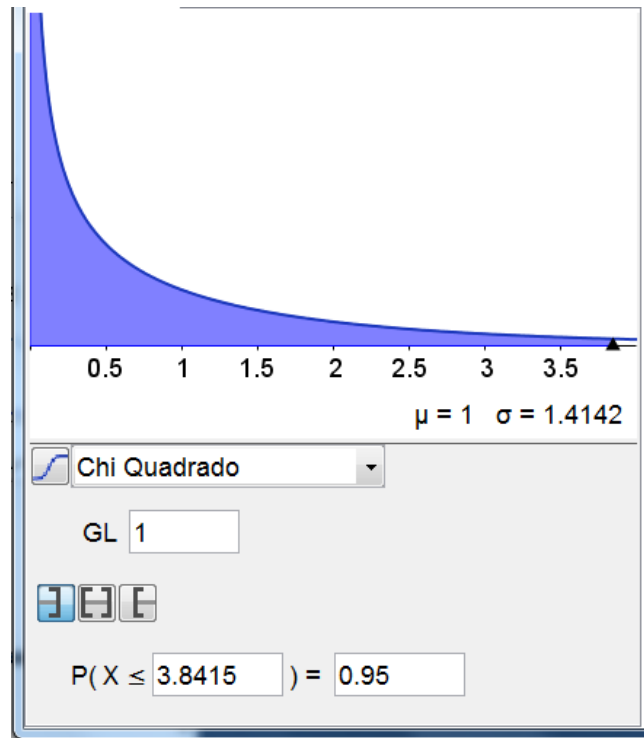 0.5 1 1.5 2 2.5 3 3.5
μ = 1 σ = 1.4142
Chi Quadrado
GL 1
P( X ≤ 3.8415 ) = 0.95